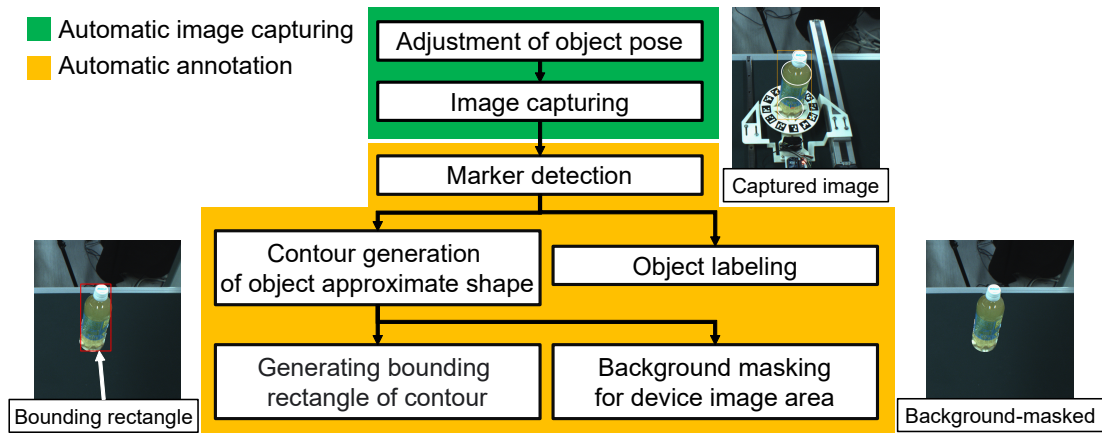 Automatic image capturing
Automatic annotation
Adjustment of object pose
Image capturing
Captured image
Marker detection
Contour generation
of object approximate shape
Object labeling
Generating bounding
rectangle of contour
Background masking
for device image area
Bounding rectangle
Background-masked